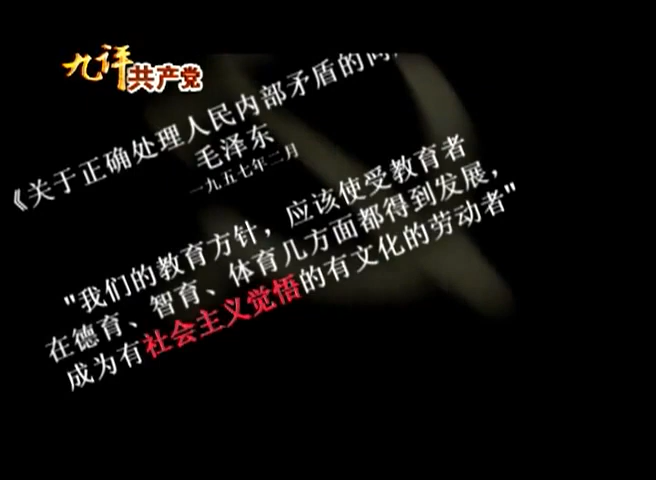 九评
共产党
《关于正确处理人民内部矛盾的问
毛泽东
一九五七年二月
"我们的教育方针，应该使受教育者
在德育、智育、体育几方面都得到发展，
成为有社会主义觉悟的有文化的劳动者"